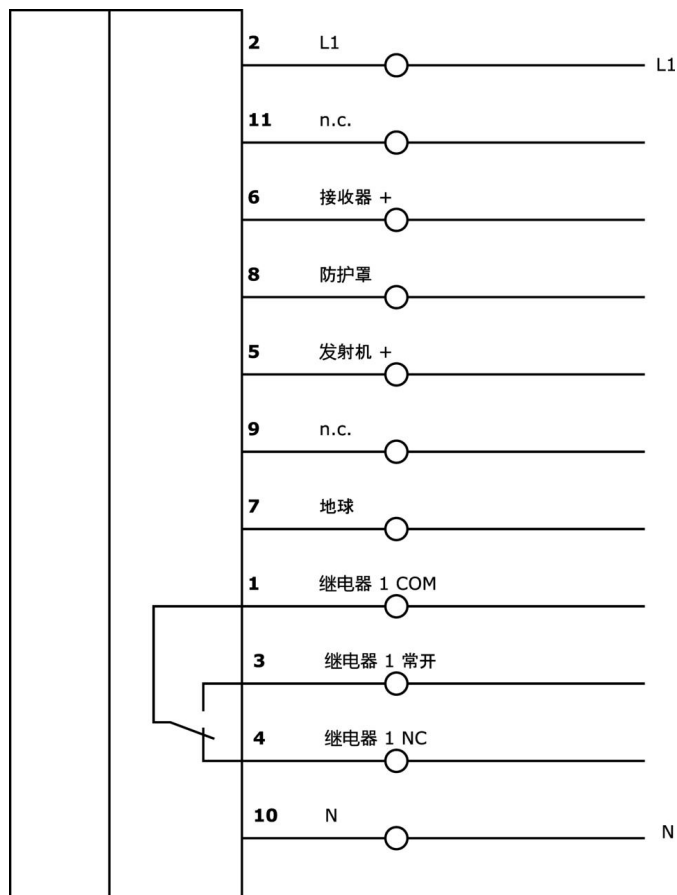 2 L1
L1
11 n.c.
6 接收器 +
8 防护罩
5 发射机 +
9 n.c.
7 地球
1 继电器 1 COM
3 继电器 1 常开
4 继电器 1 NC
10 N
N